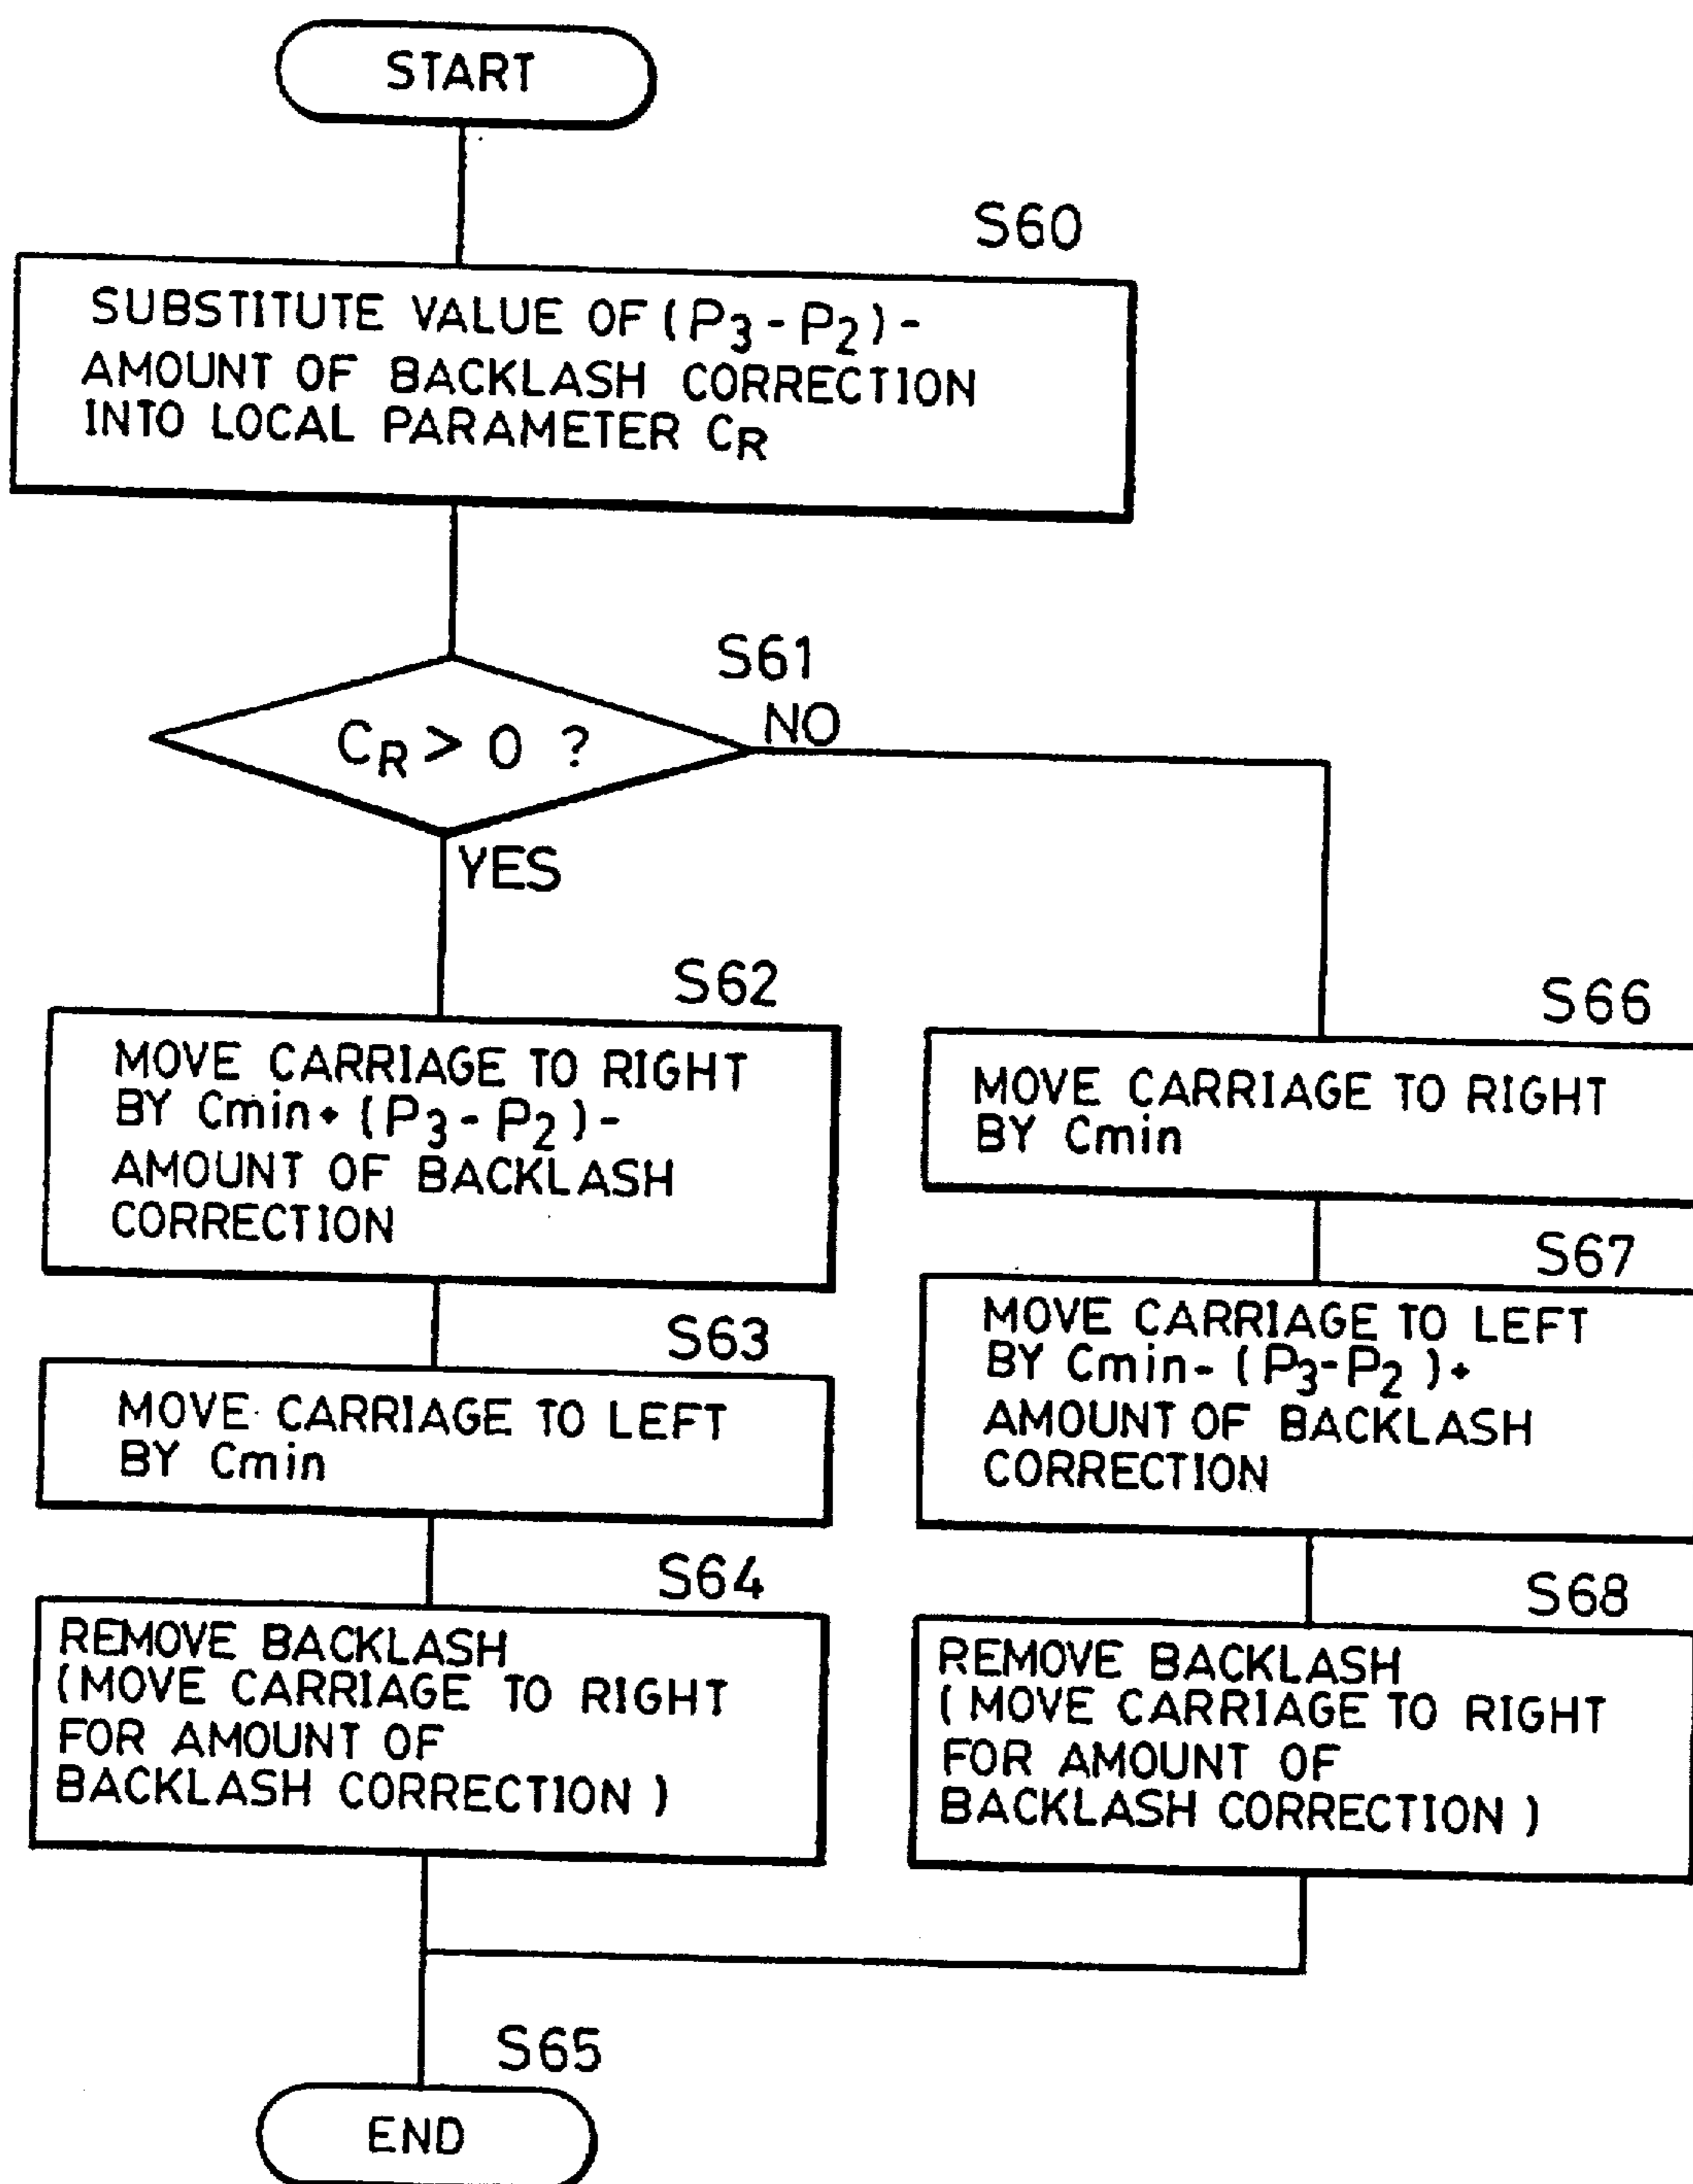 START
S60
SUBSTITUTE VALUE OF (P3 - P2) -
AMOUNT OF BACKLASH CORRECTION
INTO LOCAL PARAMETER CR
S61
CR > 0 ?
NO
YES
S62
MOVE CARRIAGE TO RIGHT
BY Cmin + (P3 - P2) -
AMOUNT OF BACKLASH
CORRECTION
S63
MOVE CARRIAGE TO LEFT
BY Cmin
S64
REMOVE BACKLASH
(MOVE CARRIAGE TO RIGHT
FOR AMOUNT OF
BACKLASH CORRECTION)
S66
MOVE CARRIAGE TO RIGHT
BY Cmin
S67
MOVE CARRIAGE TO LEFT
BY Cmin - (P3 - P2) +
AMOUNT OF BACKLASH
CORRECTION
S68
REMOVE BACKLASH
(MOVE CARRIAGE TO RIGHT
FOR AMOUNT OF
BACKLASH CORRECTION)
S65
END